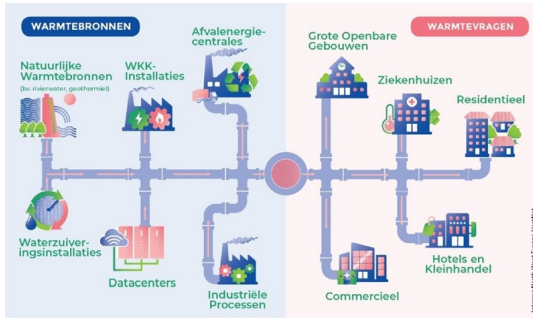 WARMTEBRONNEN
WARMTEVRAGEN
Natuurlijke
Warmtebronnen
(bv. rivierwater, geothermie)
WKK-
Installaties
Afvalenergie-
centrales
Waterzuiver-
ingsinstallaties
Datacenters
Industriële
Processen
Grote Openbare
Gebouwen
Ziekenhuizen
Residentieel
Commercieel
Hotels en
Kleinhandel